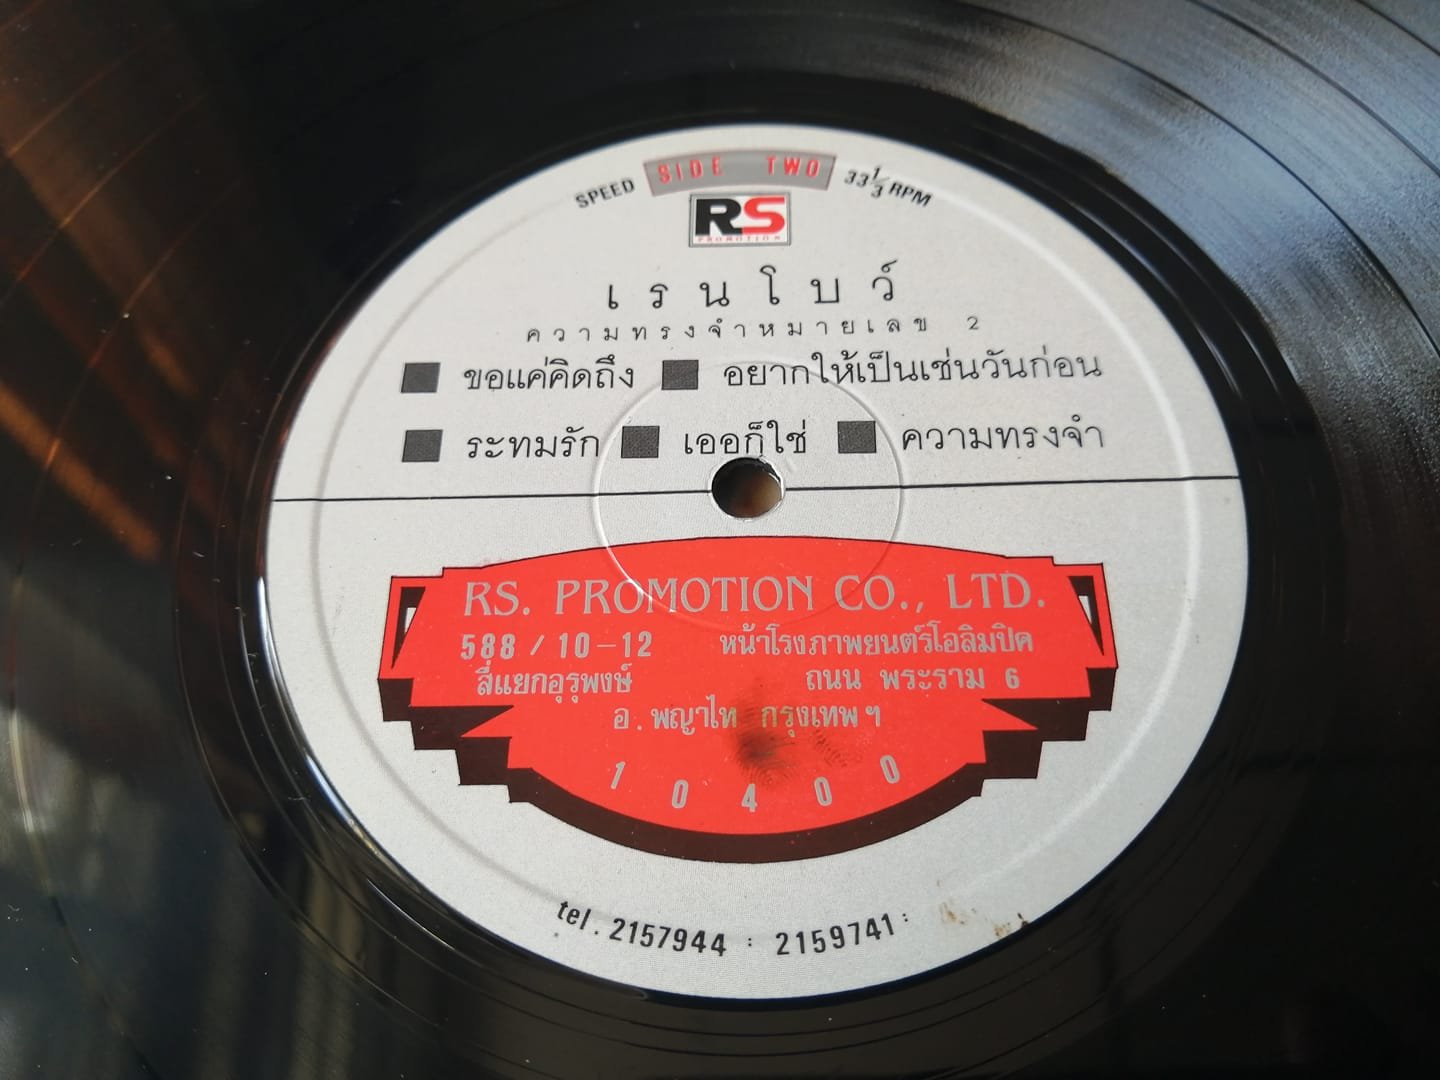 SPEED SIDE TWO 33⅓ RPM
RS
PROMOTION
เรนโบว์
ความทรงจำหมายเลข 2
■ ขอแค่คิดถึง ■ อยากให้เป็นเช่นวันก่อน
■ ระทมรัก ■ เออก็ใช่ ■ ความทรงจำ
RS. PROMOTION CO., LTD.
588/10-12 หน้าโรงภาพยนตร์โอลิมปิค
สี่แยกอุรุพงษ์ ถนน พระราม 6
อ.พญาไท กรุงเทพฯ
10400
tel. 2157944 : 2159741 :